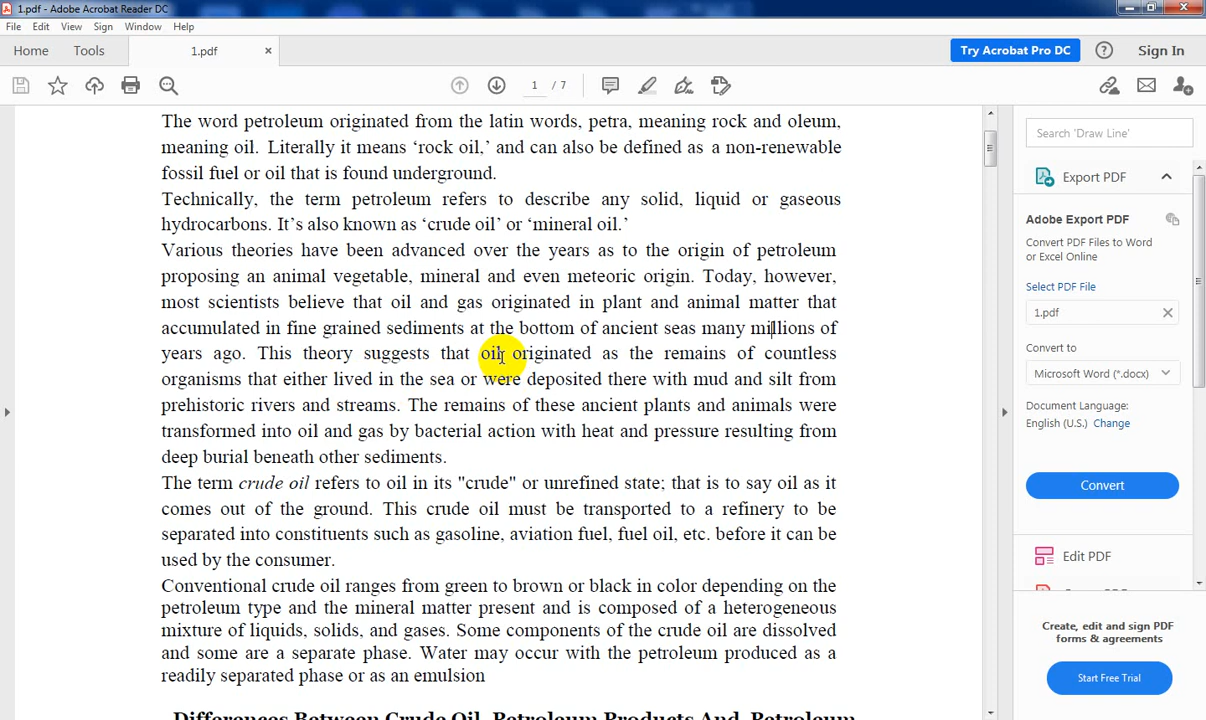 1.pdf - Adobe Acrobat Reader DC
File Edit View Sign Window Help
Home Tools 1.pdf × Try Acrobat Pro DC ? Sign In
1 / 7
The word petroleum originated from the latin words, petra, meaning rock and oleum,
meaning oil. Literally it means ‘rock oil,’ and can also be defined as a non-renewable
fossil fuel or oil that is found underground.
Technically, the term petroleum refers to describe any solid, liquid or gaseous
hydrocarbons. It’s also known as ‘crude oil’ or ‘mineral oil.’
Various theories have been advanced over the years as to the origin of petroleum
proposing an animal vegetable, mineral and even meteoric origin. Today, however,
most scientists believe that oil and gas originated in plant and animal matter that
accumulated in fine grained sediments at the bottom of ancient seas many millions of
years ago. This theory suggests that oil originated as the remains of countless
organisms that either lived in the sea or were deposited there with mud and silt from
prehistoric rivers and streams. The remains of these ancient plants and animals were
transformed into oil and gas by bacterial action with heat and pressure resulting from
deep burial beneath other sediments.
The term crude oil refers to oil in its "crude" or unrefined state; that is to say oil as it
comes out of the ground. This crude oil must be transported to a refinery to be
separated into constituents such as gasoline, aviation fuel, fuel oil, etc. before it can be
used by the consumer.
Conventional crude oil ranges from green to brown or black in color depending on the
petroleum type and the mineral matter present and is composed of a heterogeneous
mixture of liquids, solids, and gases. Some components of the crude oil are dissolved
and some are a separate phase. Water may occur with the petroleum produced as a
readily separated phase or as an emulsion
Differences Between Crude Oil, Petroleum Products And Petroleum
Search 'Draw Line'
Export PDF
Adobe Export PDF
Convert PDF Files to Word
or Excel Online
Select PDF File
1.pdf
Convert to
Microsoft Word (*.docx)
Document Language:
English (U.S.) Change
Convert
Edit PDF
Create, edit and sign PDF
forms & agreements
Start Free Trial